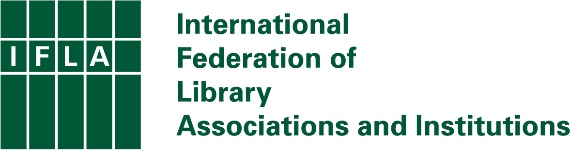 IFLA
International
Federation of
Library
Associations and Institutions